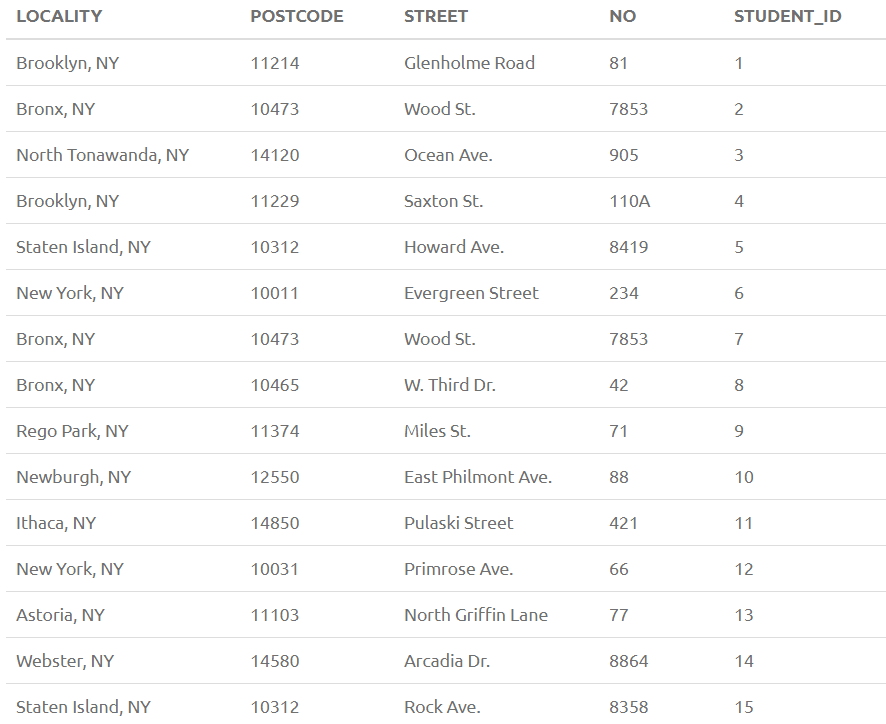 LOCALITY POSTCODE STREET NO STUDENT_ID
Brooklyn, NY 11214 Glenholme Road 81 1
Bronx, NY 10473 Wood St. 7853 2
North Tonawanda, NY 14120 Ocean Ave. 905 3
Brooklyn, NY 11229 Saxton St. 110A 4
Staten Island, NY 10312 Howard Ave. 8419 5
New York, NY 10011 Evergreen Street 234 6
Bronx, NY 10473 Wood St. 7853 7
Bronx, NY 10465 W. Third Dr. 42 8
Rego Park, NY 11374 Miles St. 71 9
Newburgh, NY 12550 East Philmont Ave. 88 10
Ithaca, NY 14850 Pulaski Street 421 11
New York, NY 10031 Primrose Ave. 66 12
Astoria, NY 11103 North Griffin Lane 77 13
Webster, NY 14580 Arcadia Dr. 8864 14
Staten Island, NY 10312 Rock Ave. 8358 15